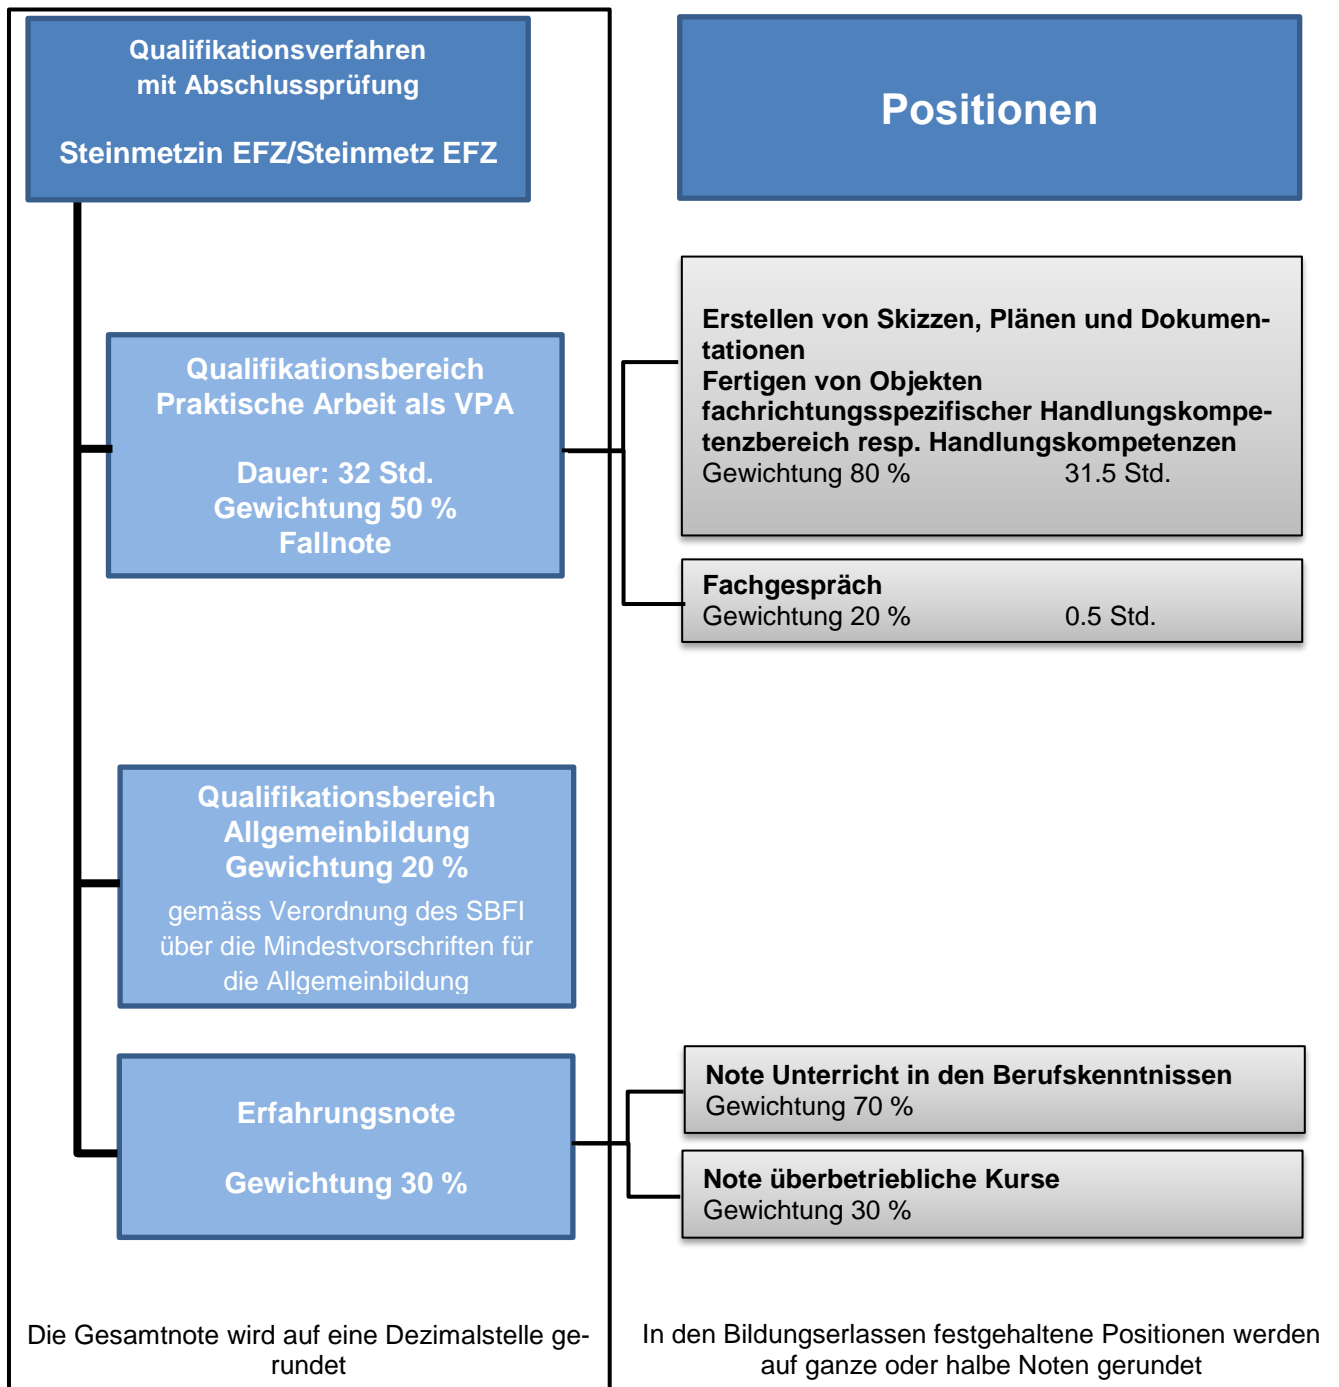 Qualifikationsverfahren
mit Abschlussprüfung
Steinmetzin EFZ/Steinmetz EFZ
Positionen
Qualifikationsbereich
Praktische Arbeit als VPA
Dauer: 32 Std.
Gewichtung 50 %
Fallnote
Erstellen von Skizzen, Plänen und Dokumen-
tationen
Fertigen von Objekten
fachrichtungsspezifischer Handlungskompe-
tenzbereich resp. Handlungskompetenzen
Gewichtung 80 % 31.5 Std.
Fachgespräch
Gewichtung 20 % 0.5 Std.
Qualifikationsbereich
Allgemeinbildung
Gewichtung 20 %
gemäss Verordnung des SBFI
über die Mindestvorschriften für
die Allgemeinbildung
Erfahrungsnote
Gewichtung 30 %
Note Unterricht in den Berufskenntnissen
Gewichtung 70 %
Note überbetriebliche Kurse
Gewichtung 30 %
Die Gesamtnote wird auf eine Dezimalstelle ge-
rundet
In den Bildungserlassen festgehaltene Positionen werden
auf ganze oder halbe Noten gerundet